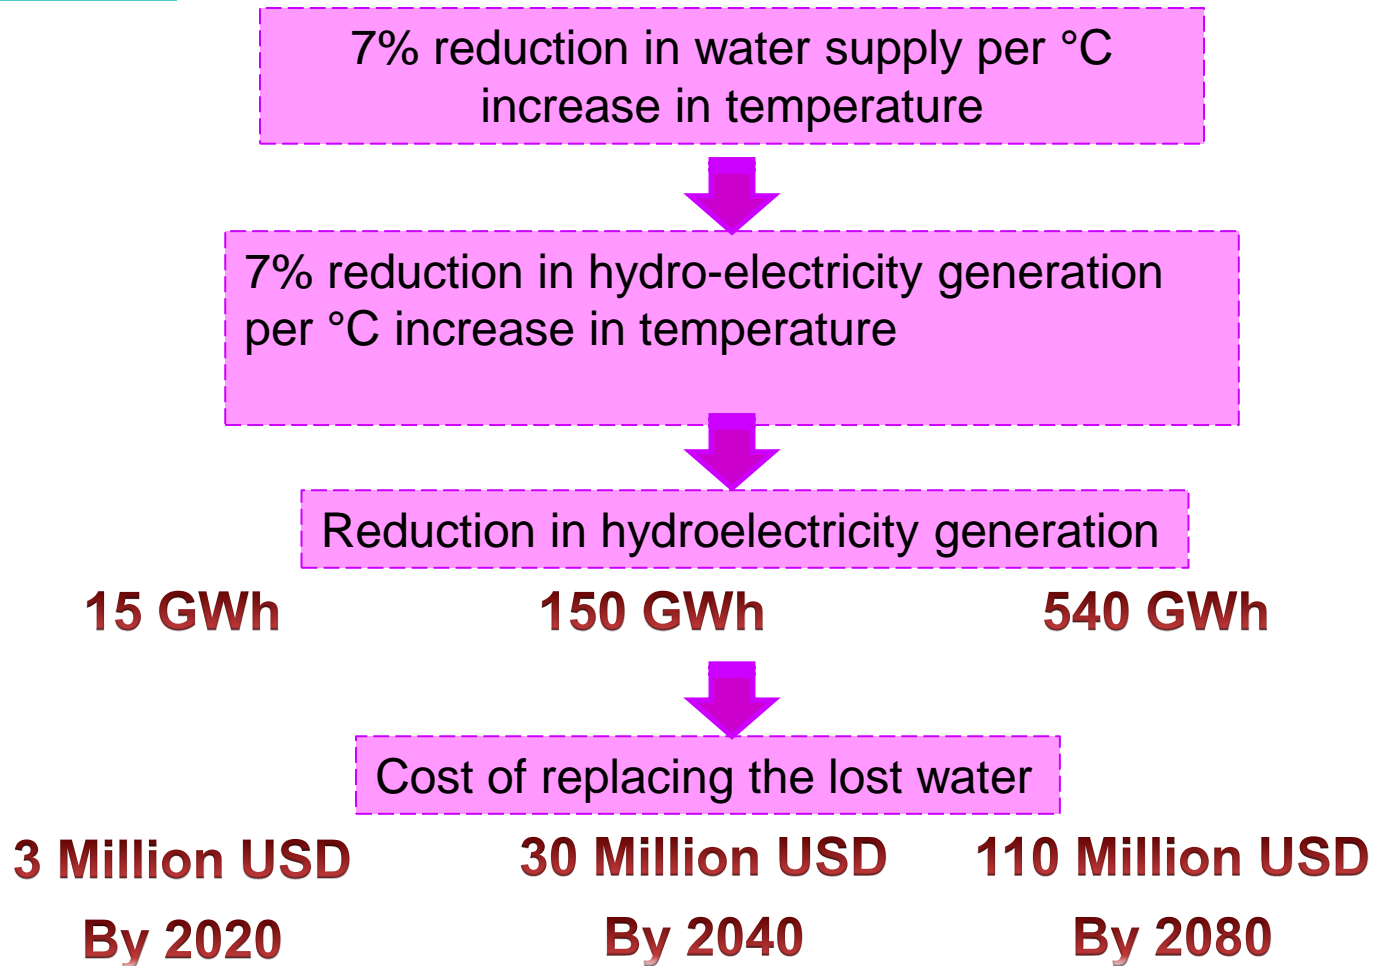 7% reduction in water supply per °C
increase in temperature
7% reduction in hydro-electricity generation
per °C increase in temperature
Reduction in hydroelectricity generation
15 GWh 150 GWh 540 GWh
Cost of replacing the lost water
3 Million USD 30 Million USD 110 Million USD
By 2020 By 2040 By 2080